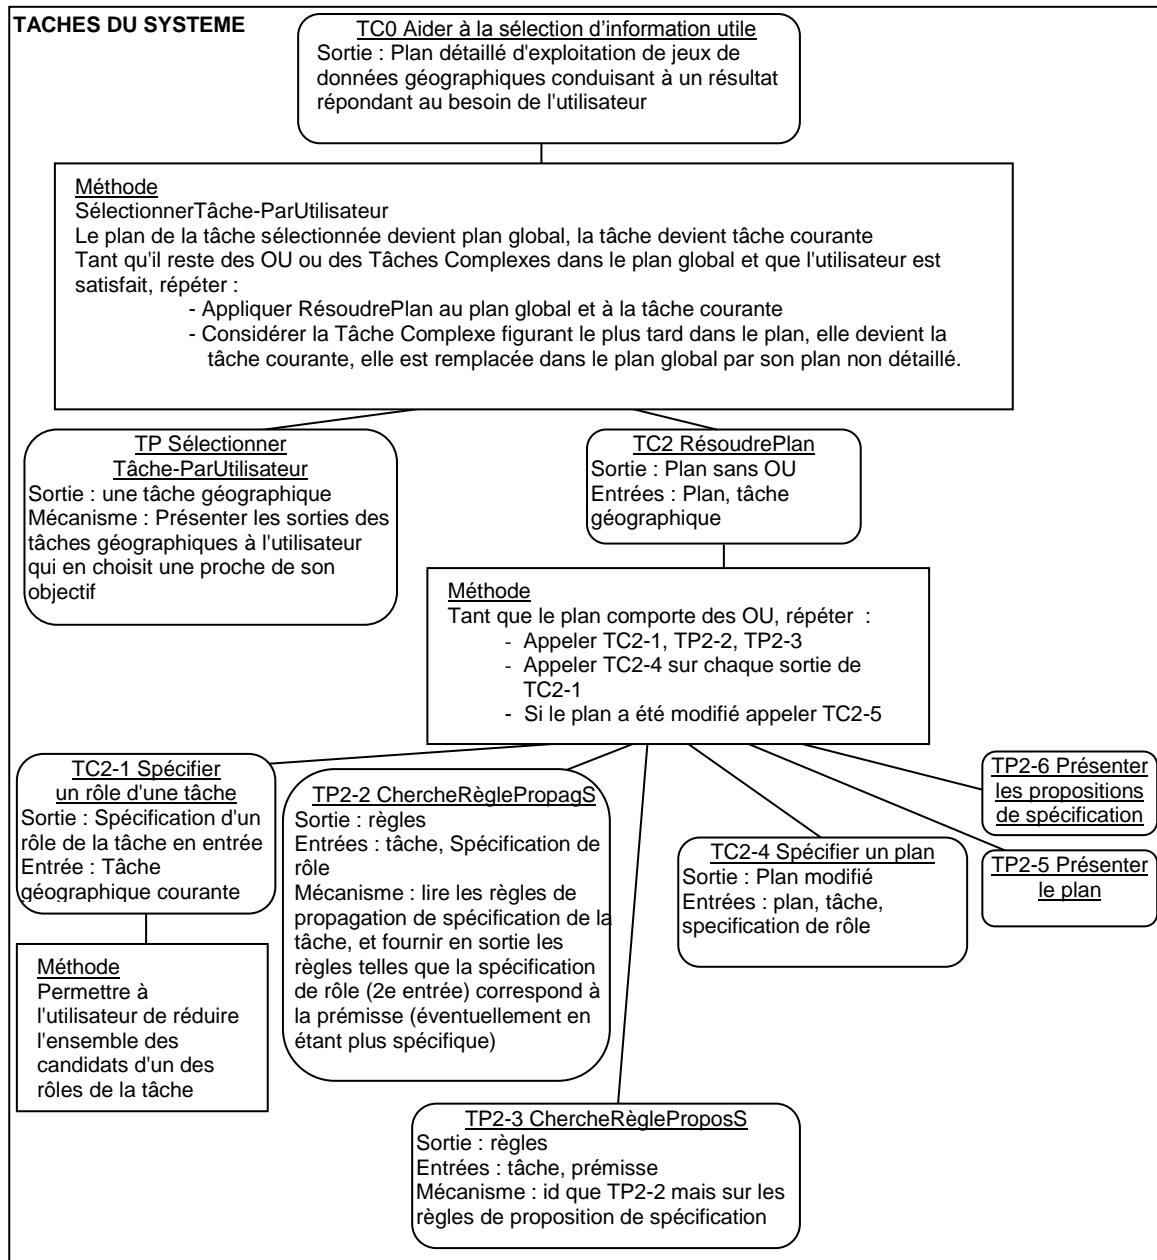 TACHES DU SYSTEME
TC0 Aider à la sélection d'information utile
Sortie : Plan détaillé d'exploitation de jeux de
données géographiques conduisant à un résultat
répondant au besoin de l'utilisateur
Méthode
SélectionnerTâche-ParUtilisateur
Le plan de la tâche sélectionnée devient plan global, la tâche devient tâche courante
Tant qu'il reste des OU ou des Tâches Complexes dans le plan global et que l'utilisateur est
satisfait, répéter :
- Appliquer RésoudrePlan au plan global et à la tâche courante
- Considérer la Tâche Complexe figurant le plus tard dans le plan, elle devient la
tâche courante, elle est remplacée dans le plan global par son plan non détaillé.
TP Sélectionner
Tâche-ParUtilisateur
Sortie : une tâche géographique
Mécanisme : Présenter les sorties des
tâches géographiques à l'utilisateur
qui en choisit une proche de son
objectif
TC2 RésoudrePlan
Sortie : Plan sans OU
Entrées : Plan, tâche
géographique
Méthode
Tant que le plan comporte des OU, répéter :
- Appeler TC2-1, TP2-2, TP2-3
- Appeler TC2-4 sur chaque sortie de
TC2-1
- Si le plan a été modifié appeler TC2-5
TC2-1 Spécifier
un rôle d'une tâche
Sortie : Spécification d'un
rôle de la tâche en entrée
Entrée : Tâche
géographique courante
Méthode
Permettre à
l'utilisateur de réduire
l'ensemble des
candidats d'un des
rôles de la tâche
TP2-2 ChercheRèglePropagS
Sortie : règles
Entrées : tâche, Spécification de
rôle
Mécanisme : lire les règles de
propagation de spécification de la
tâche, et fournir en sortie les
règles telles que la spécification
de rôle (2e entrée) correspond à
la prémisse (éventuellement en
étant plus spécifique)
TP2-3 ChercheRègleProposS
Sortie : règles
Entrées : tâche, prémisse
Mécanisme : id que TP2-2 mais sur les
règles de proposition de spécification
TC2-4 Spécifier un plan
Sortie : Plan modifié
Entrées : plan, tâche,
specification de rôle
TP2-6 Présenter
les propositions
de spécification
TP2-5 Présenter
le plan